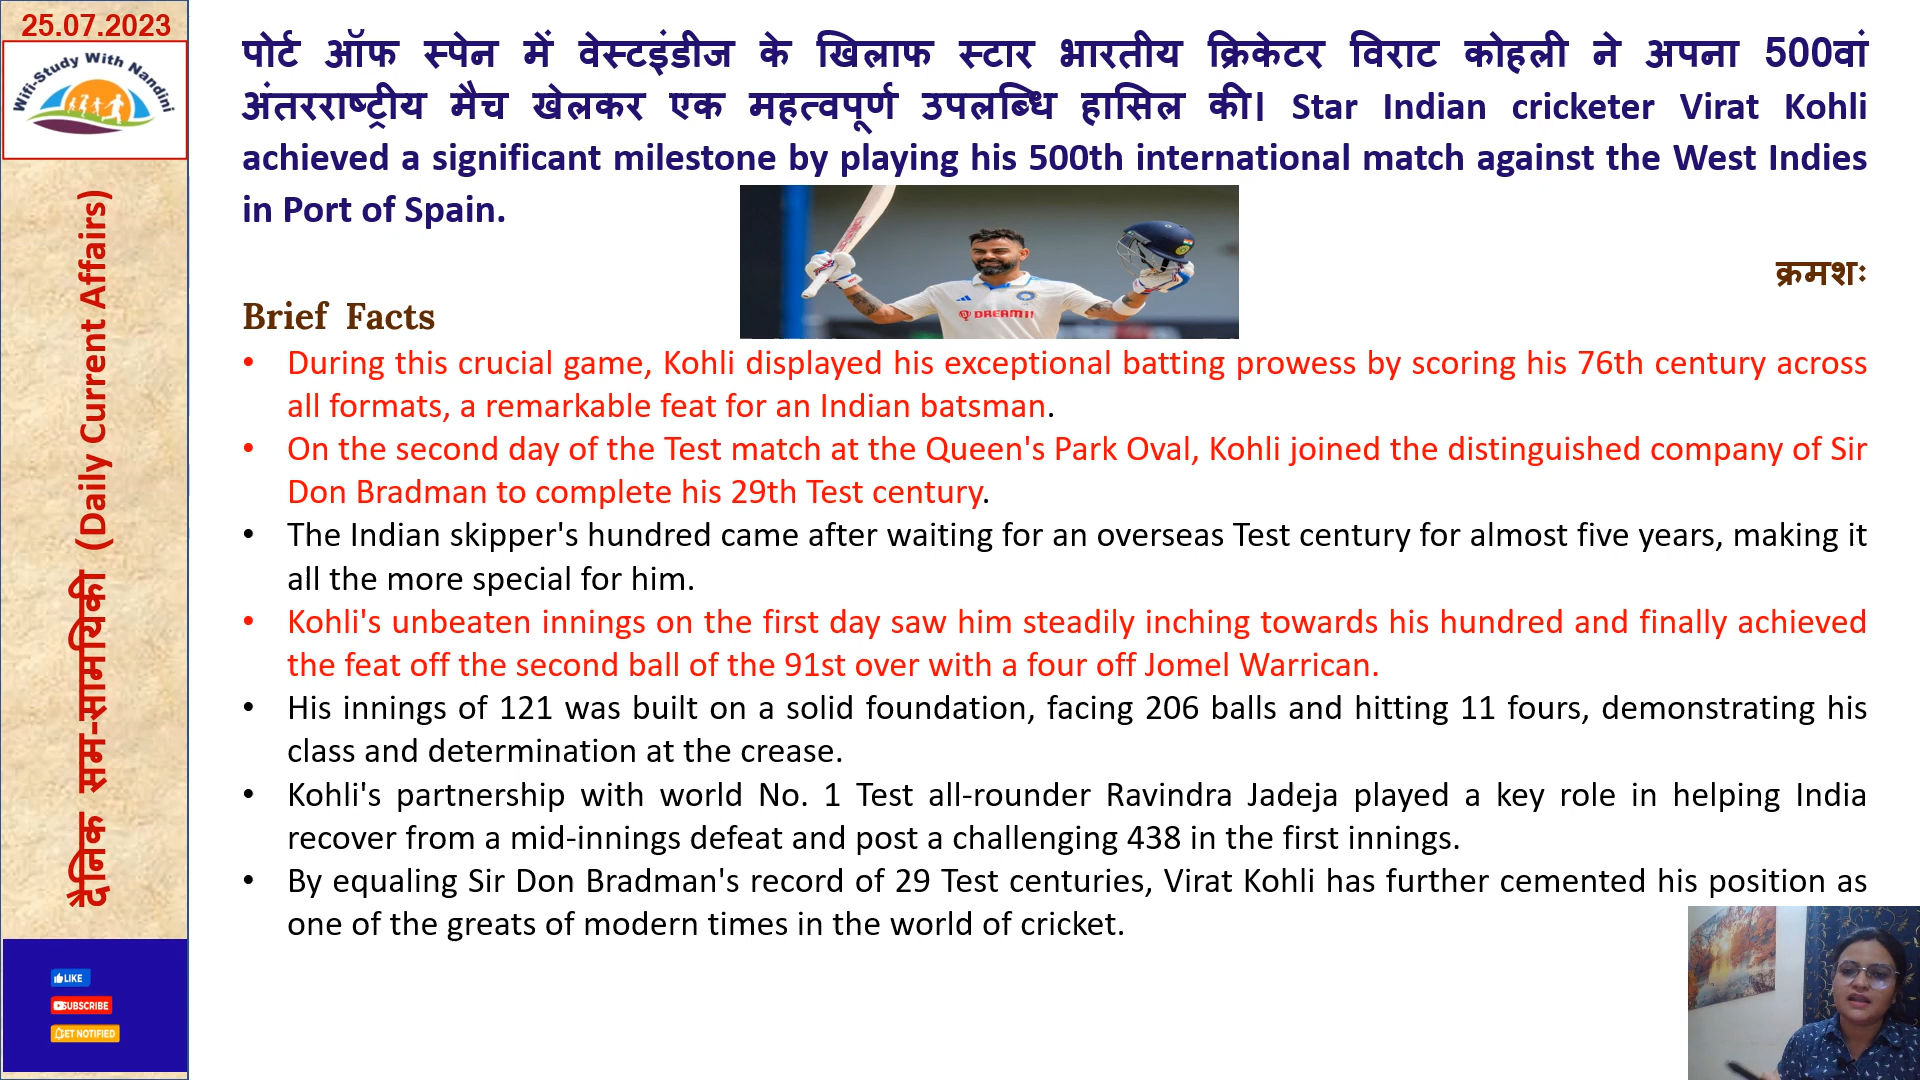 25.07.2023
Wifi-Study With Nandini
दैनिक सम-सामयिकी (Daily Current Affairs)
LIKE
SUBSCRIBE
GET NOTIFIED
पोर्ट ऑफ स्पेन में वेस्टइंडीज के खिलाफ स्टार भारतीय क्रिकेटर विराट कोहली ने अपना 500वां
अंतरराष्ट्रीय मैच खेलकर एक महत्वपूर्ण उपलब्धि हासिल की। Star Indian cricketer Virat Kohli
achieved a significant milestone by playing his 500th international match against the West Indies
in Port of Spain.
DREAM11
क्रमशः
Brief Facts
• During this crucial game, Kohli displayed his exceptional batting prowess by scoring his 76th century across
all formats, a remarkable feat for an Indian batsman.
• On the second day of the Test match at the Queen's Park Oval, Kohli joined the distinguished company of Sir
Don Bradman to complete his 29th Test century.
• The Indian skipper's hundred came after waiting for an overseas Test century for almost five years, making it
all the more special for him.
• Kohli's unbeaten innings on the first day saw him steadily inching towards his hundred and finally achieved
the feat off the second ball of the 91st over with a four off Jomel Warrican.
• His innings of 121 was built on a solid foundation, facing 206 balls and hitting 11 fours, demonstrating his
class and determination at the crease.
• Kohli's partnership with world No. 1 Test all-rounder Ravindra Jadeja played a key role in helping India
recover from a mid-innings defeat and post a challenging 438 in the first innings.
• By equaling Sir Don Bradman's record of 29 Test centuries, Virat Kohli has further cemented his position as
one of the greats of modern times in the world of cricket.